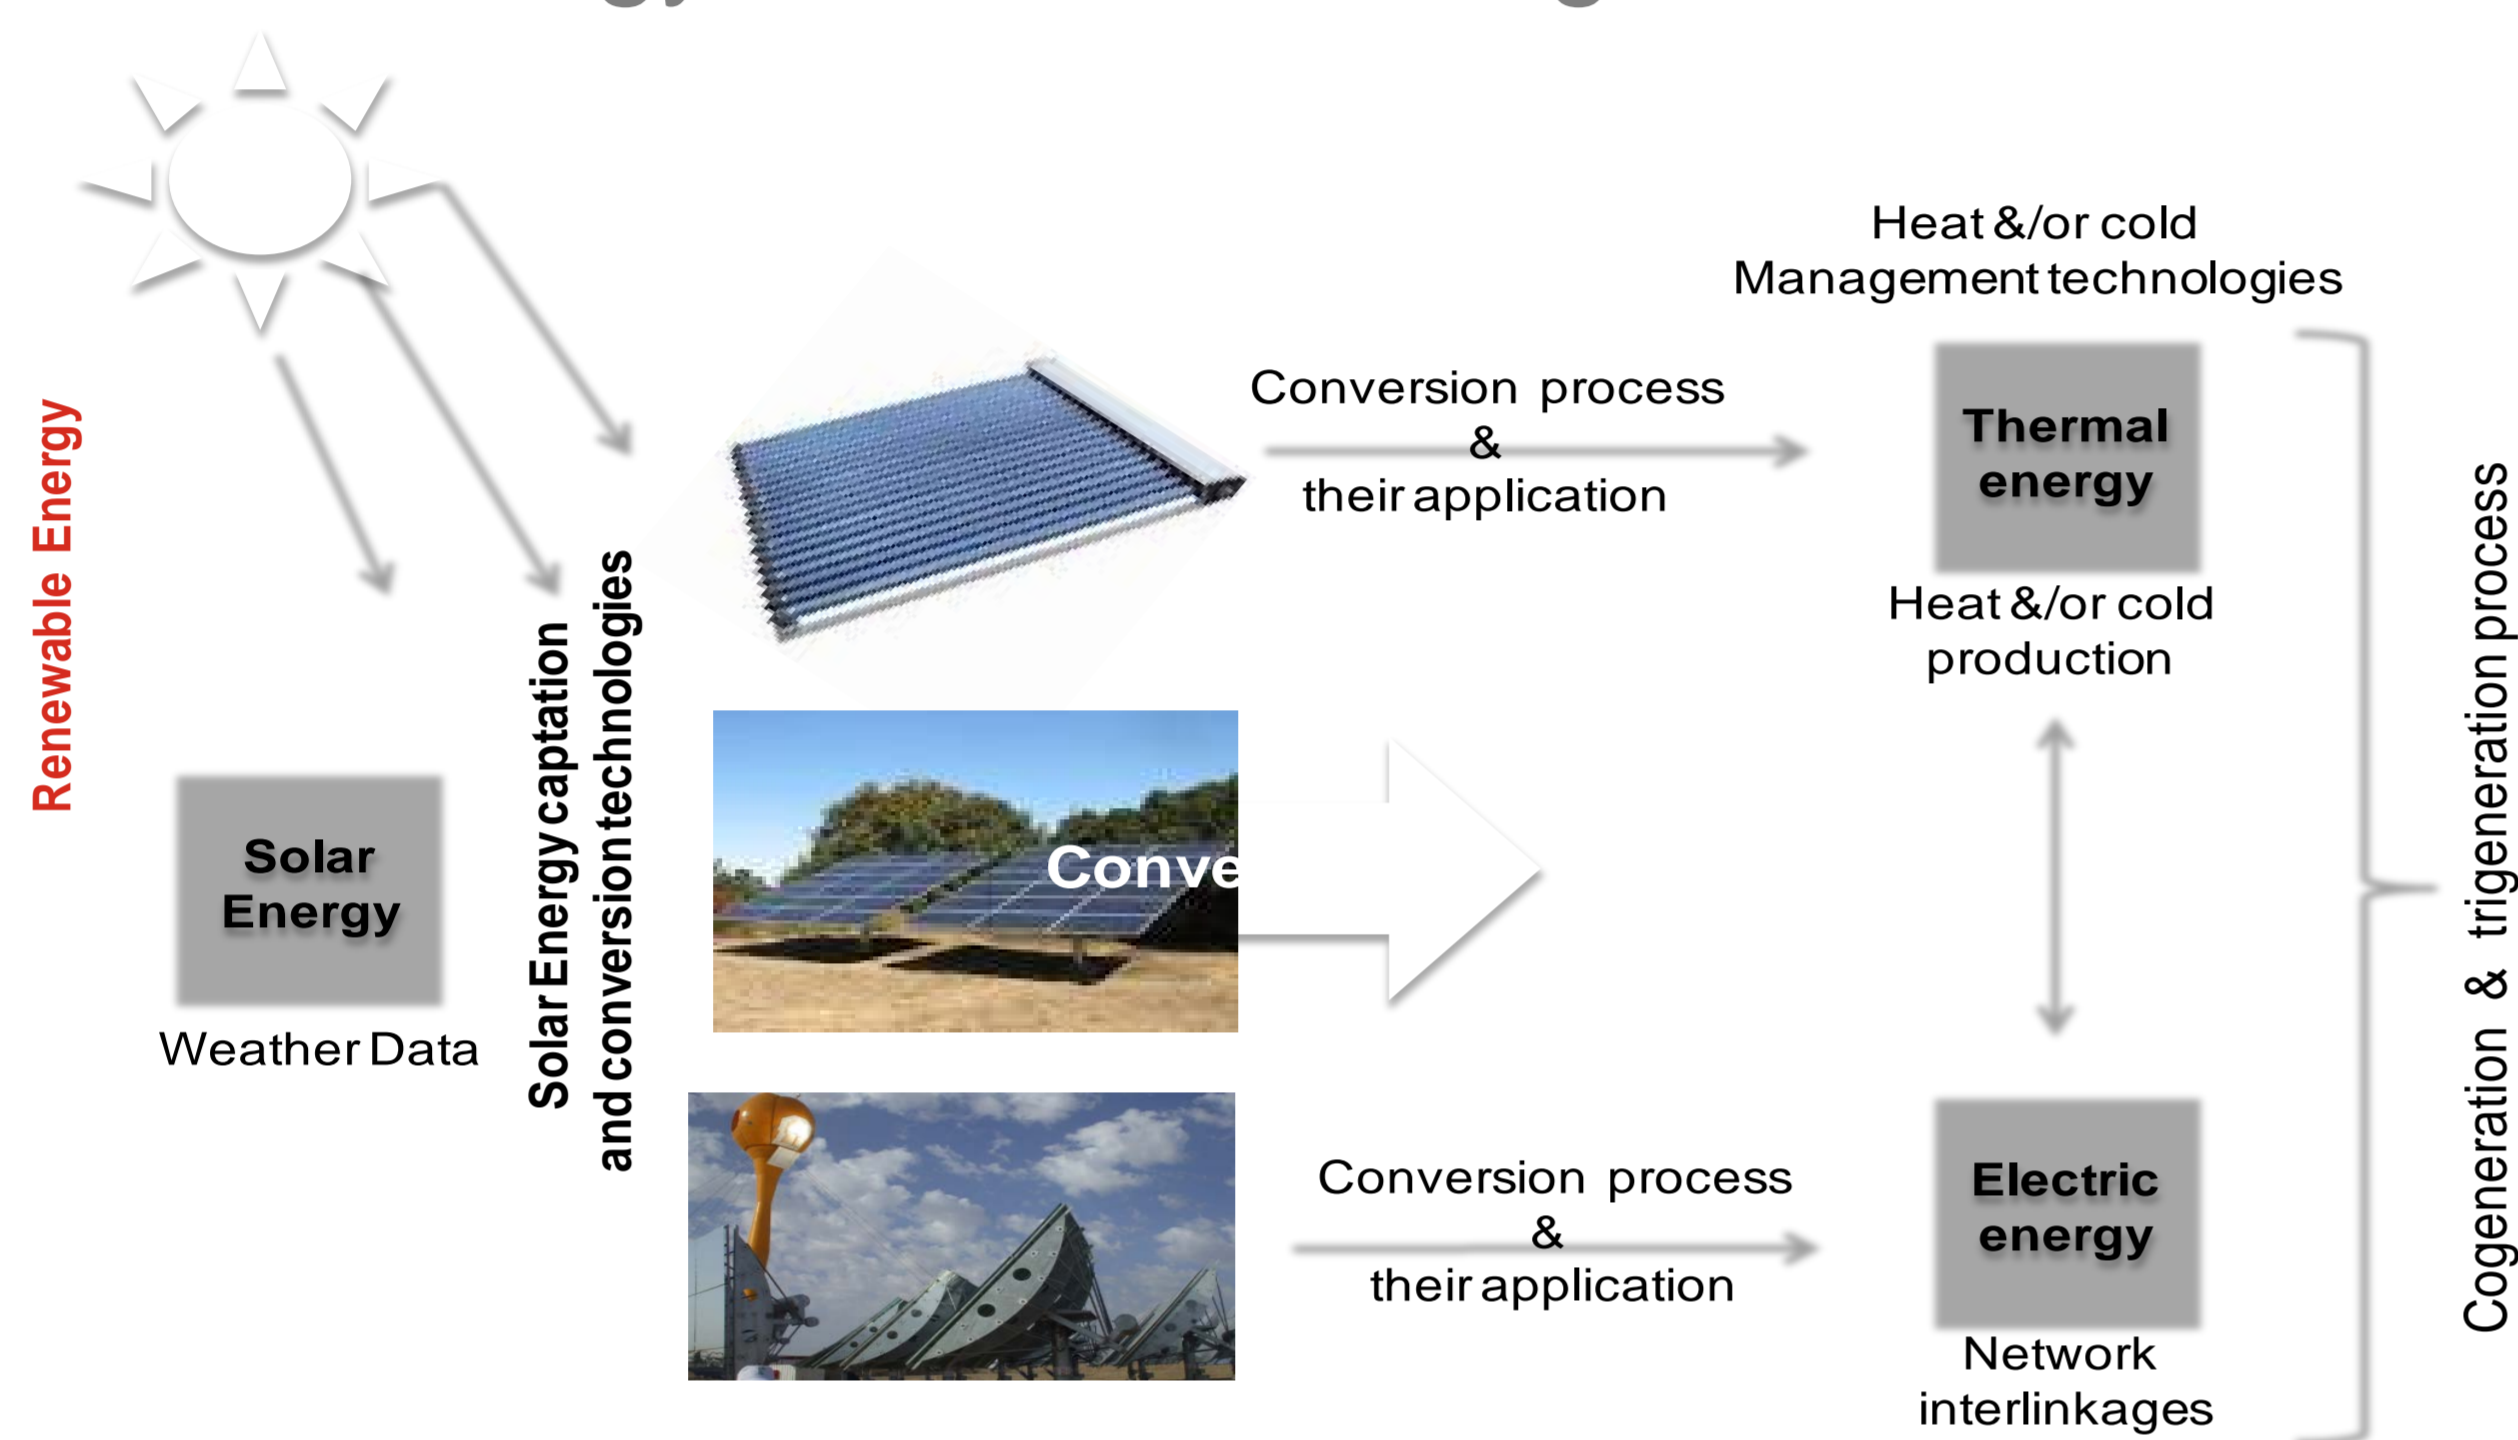 Renewable Energy
Solar
Energy
Weather Data
Solar Energy captation
and conversion technologies
Conversion process
&
their application
Conve
Conversion process
&
their application
Heat &/or cold
Management technologies
Thermal
energy
Heat &/or cold
production
Electric
energy
Network
interlinkages
Cogeneration & trigeneration process